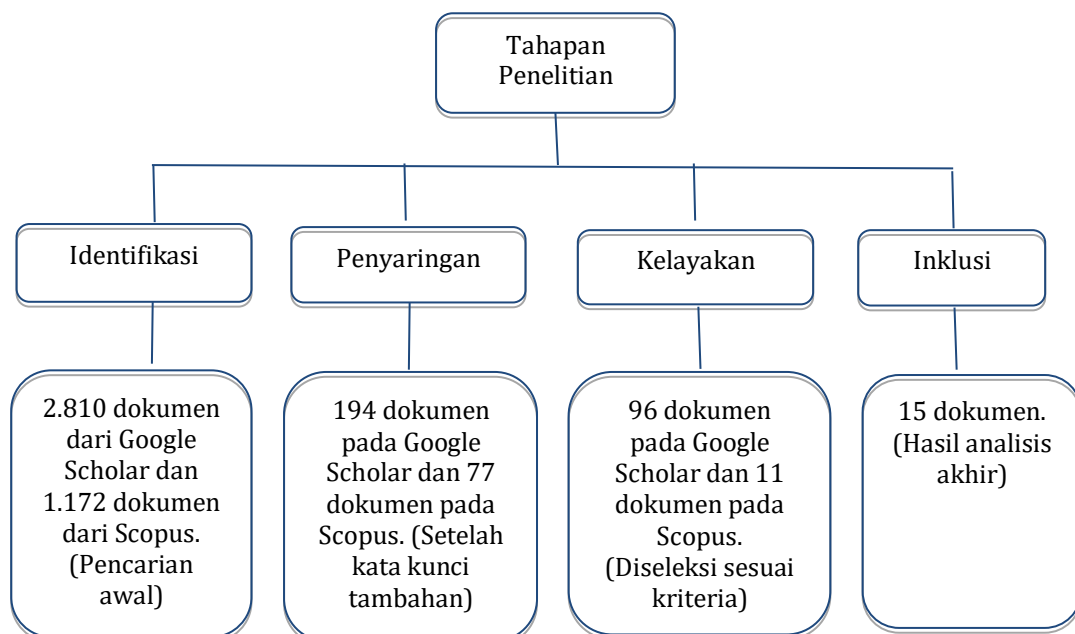 Tahapan
Penelitian
Identifikasi
Penyaringan
Kelayakan
Inklusi
2.810 dokumen
dari Google
Scholar dan
1.172 dokumen
dari Scopus.
(Pencarian
awal)
194 dokumen
pada Google
Scholar dan 77
dokumen pada
Scopus. (Setelah
kata kunci
tambahan)
96 dokumen
pada Google
Scholar dan 11
dokumen pada
Scopus.
(Diseleksi sesuai
kriteria)
15 dokumen.
(Hasil analisis
akhir)